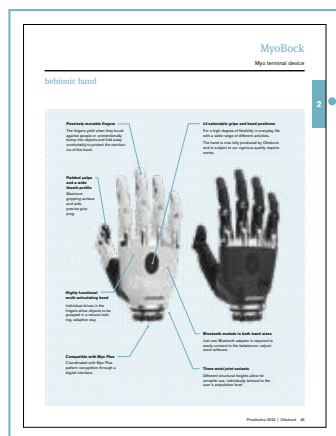 MyoBock
Myo terminal device
bebionic hand
2
Passively movable fingers
The fingers yield when they brush
against people or unintentionally
bump into objects and fold away
comfortably to protect the mechan-
ics of the hand.
14 selectable grips and hand positions
For a high degree of flexibility in everyday life
with a wide range of different activities.
The hand is now fully produced by Ottobock
and is subject to our rigorous quality require-
ments.
Padded palps
and a wide
thumb profile
Maximum
gripping surface
and safe,
precise grip-
ping.
Highly functional
multi-articulating hand
Individual drives in the
fingers allow objects to be
grasped in a natural look-
ing, adaptive way.
Bluetooth module in both hand sizes
Just one Bluetooth adapter is required to
easily connect to the bebalance+ adjust-
ment software.
Compatible with Myo Plus
Coordinated with Myo Plus
pattern recognition through a
digital interface.
Three wrist joint variants
Different structural heights allow for
versatile use, individually tailored to the
user's amputation level
Prosthetics 2022 | Ottobock